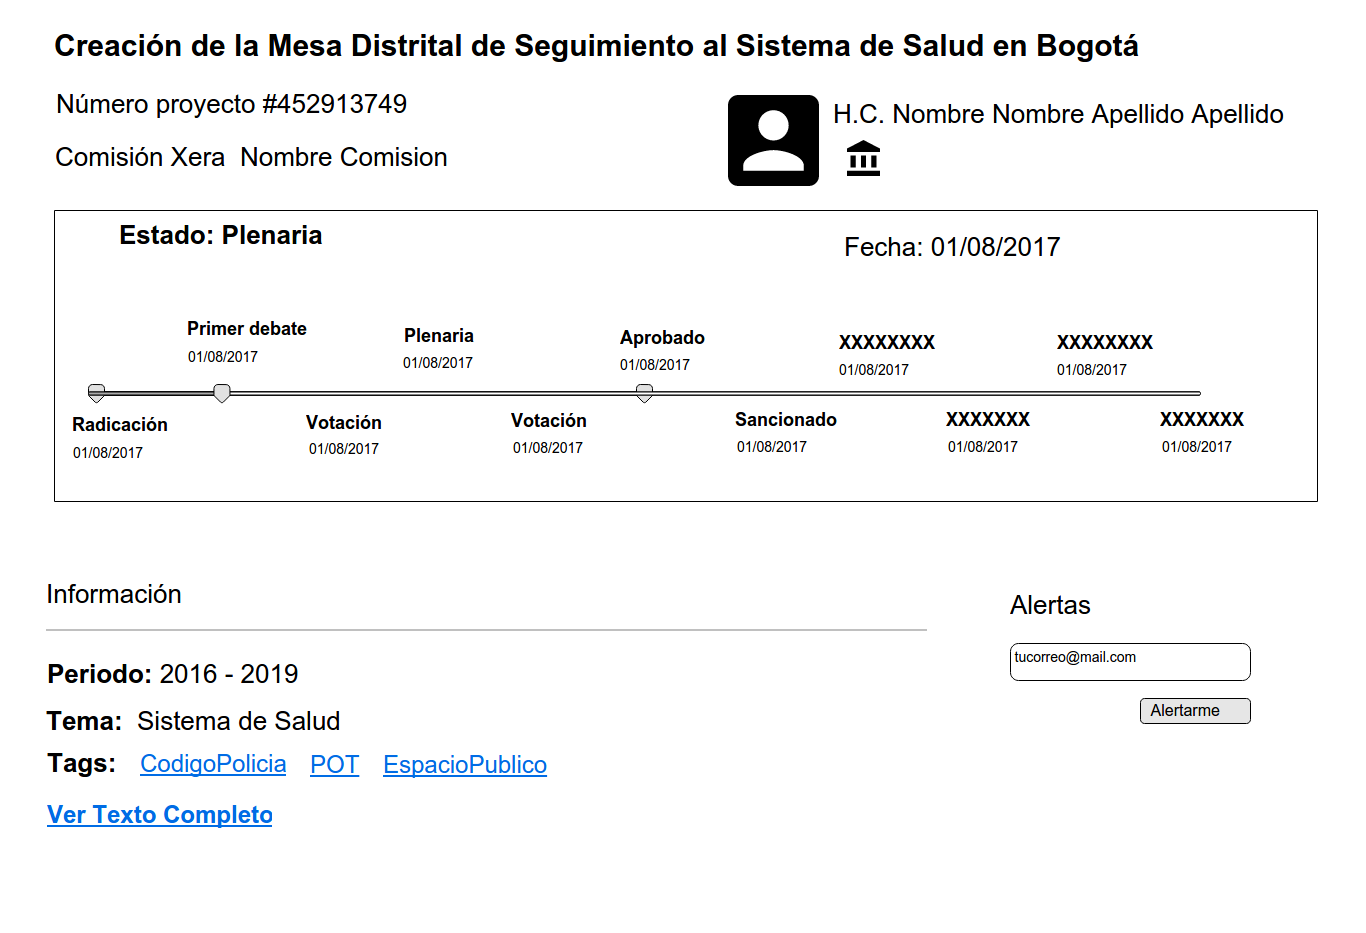 Creación de la Mesa Distrital de Seguimiento al Sistema de Salud en Bogotá
Número proyecto #452913749
H.C. Nombre Nombre Apellido Apellido
Comisión Xera  Nombre Comision
Estado: Plenaria
Fecha: 01/08/2017
Primer debate
01/08/2017
Plenaria
01/08/2017
Aprobado
01/08/2017
XXXXXXXX
01/08/2017
XXXXXXXX
01/08/2017
Radicación
01/08/2017
Votación
01/08/2017
Votación
01/08/2017
Sancionado
01/08/2017
XXXXXXX
01/08/2017
XXXXXXX
01/08/2017
Información
Periodo: 2016 - 2019
Tema:  Sistema de Salud
Tags: CodigoPolicia POT EspacioPublico
Ver Texto Completo
Alertas
tucorreo@mail.com
Alertarme